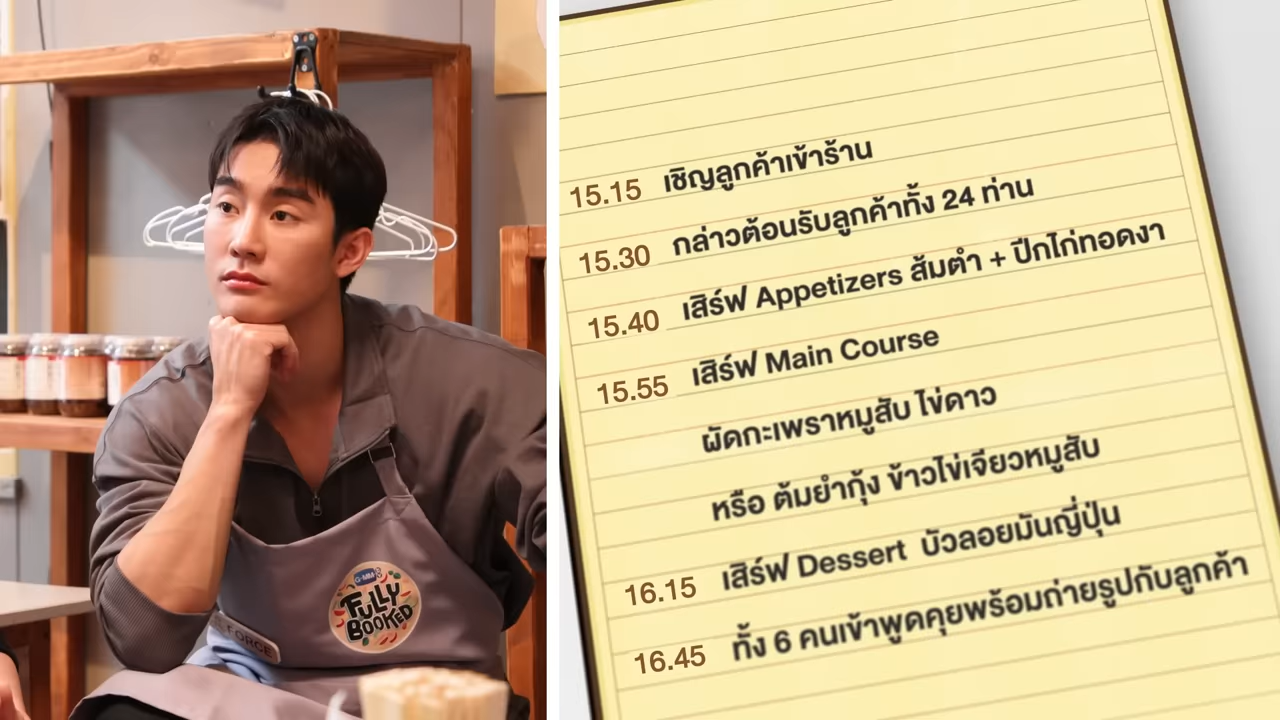 GMM
FULLY
BOOKED
FORCE
15.15 เชิญลูกค้าเข้าร้าน
15.30 กล่าวต้อนรับลูกค้าทั้ง 24 ท่าน
15.40 เสิร์ฟ Appetizers ส้มตำ + ปีกไก่ทอดงา
15.55 เสิร์ฟ Main Course
ผัดกะเพราหมูสับ ไข่ดาว
หรือ ต้มยำกุ้ง ข้าวไข่เจียวหมูสับ
16.15 เสิร์ฟ Dessert บัวลอยมันญี่ปุ่น
16.45 ทั้ง 6 คนเข้าพูดคุยพร้อมถ่ายรูปกับลูกค้า